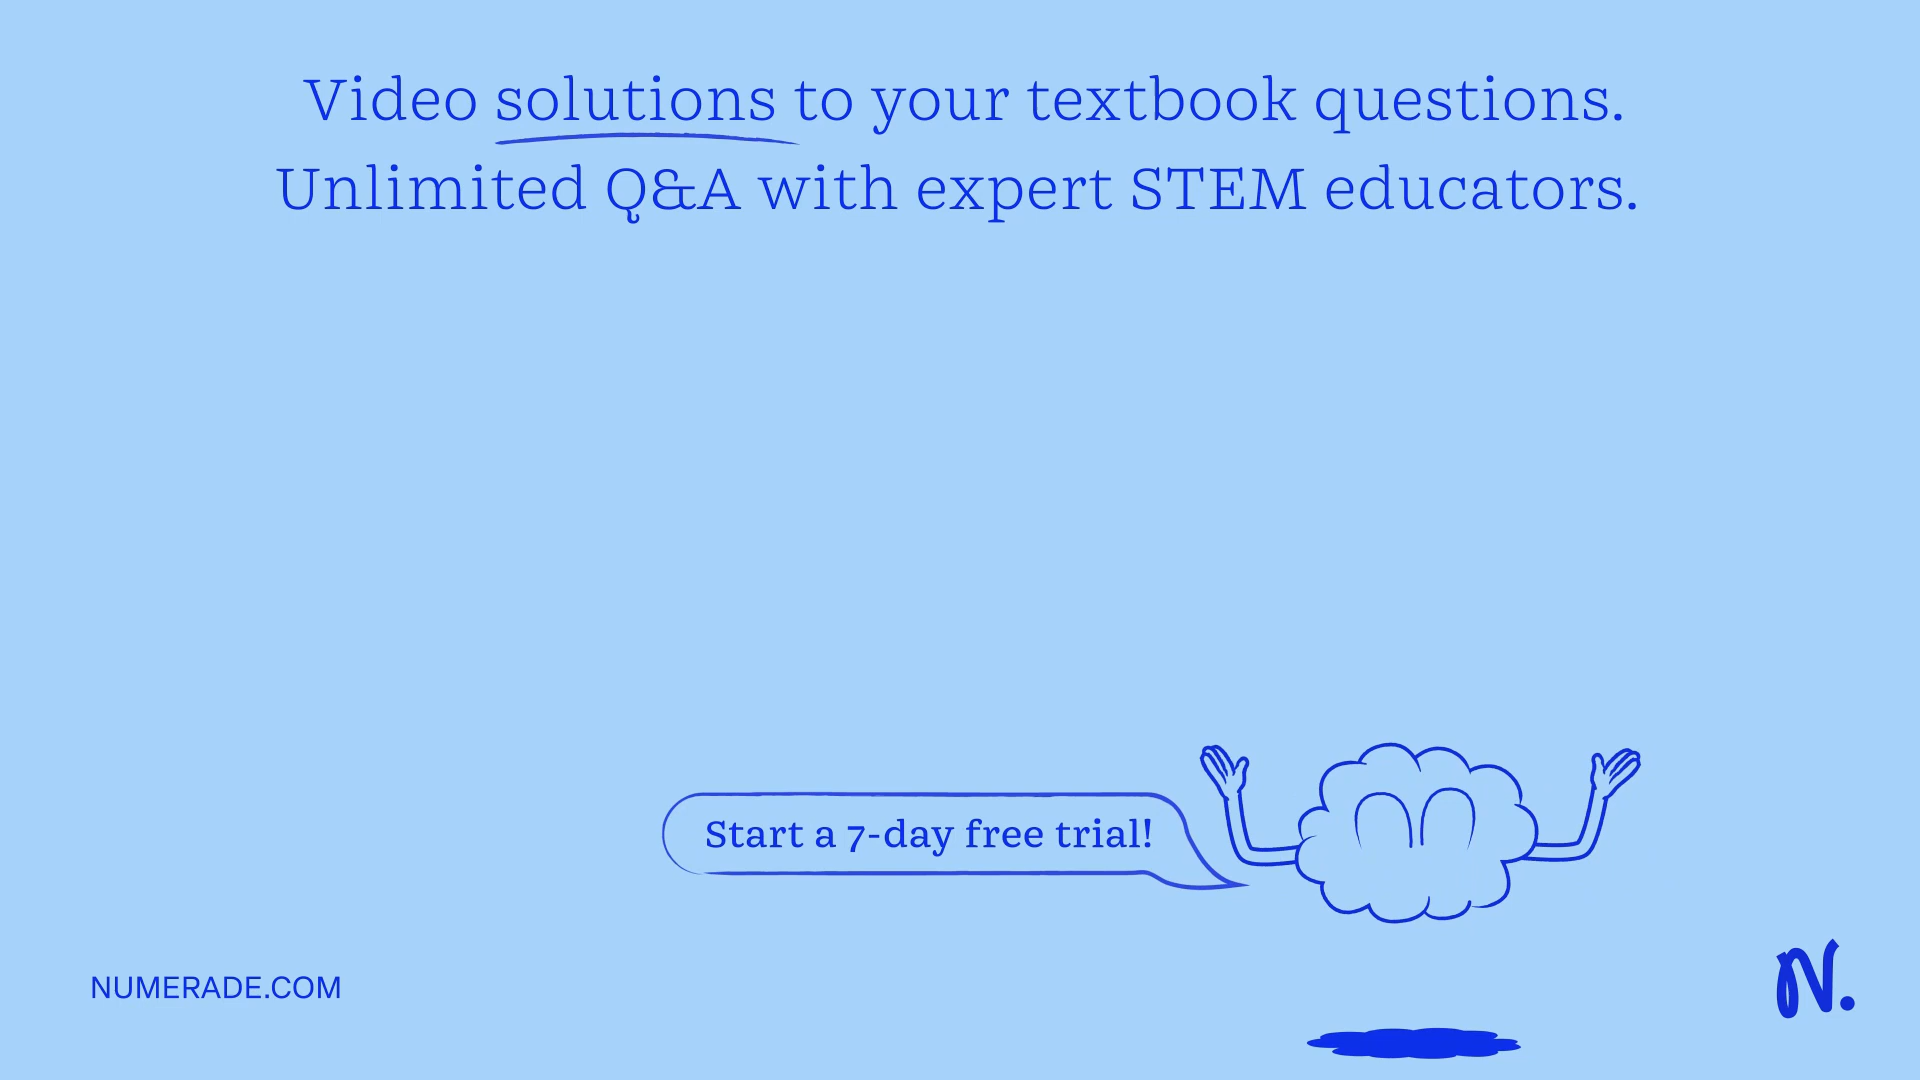 Video solutions to your textbook questions.
Unlimited Q&A with expert STEM educators.
Start a 7-day free trial!
NUMERADE.COM
N.